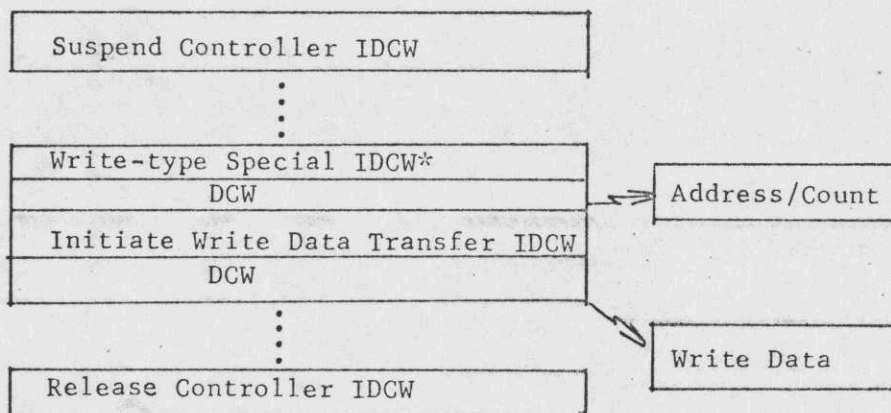 Suspend Controller IDCW
Write-type Special IDCW*
DCW
Address/Count
Initiate Write Data Transfer IDCW
DCW
Write Data
Release Controller IDCW